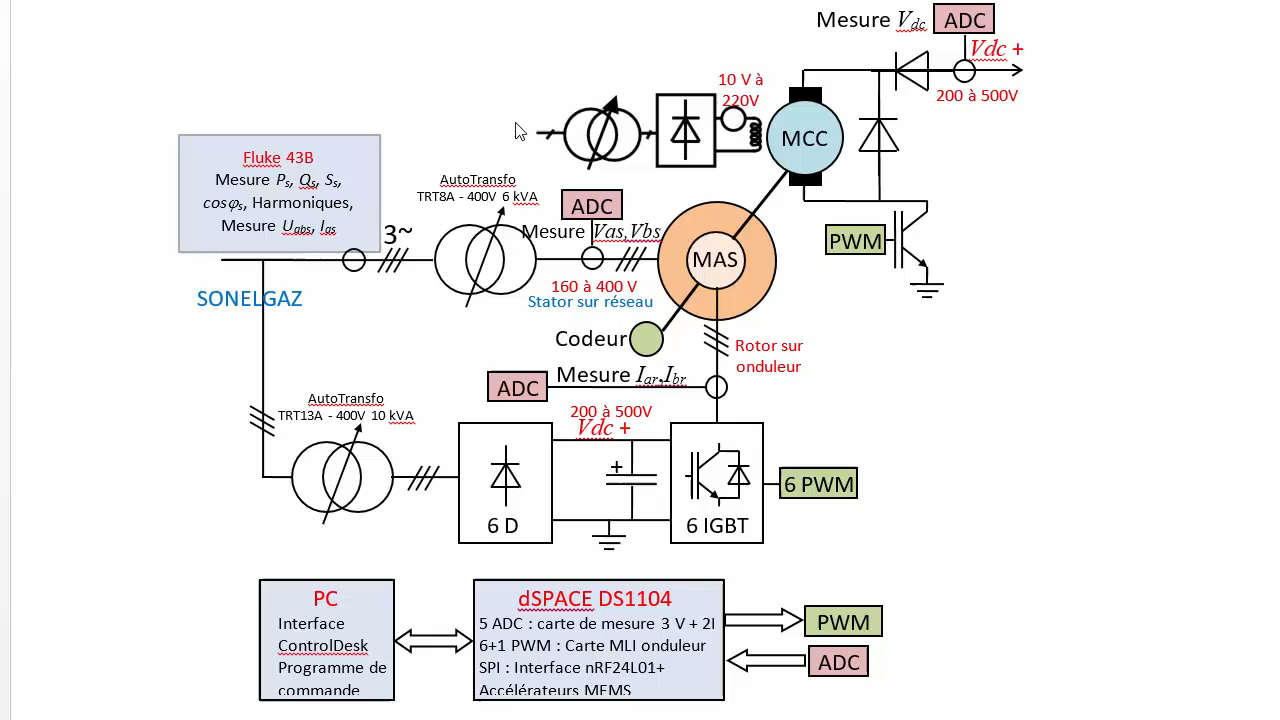 Mesure Vdc
ADC
Vdc +
200 à 500V
10 V à
220V
MCC
Fluke 43B
Mesure Ps, Qs, Ss,
cosφs, Harmoniques,
Mesure Uabs, Ias
3~
AutoTransfo
TRT8A - 400V 6 kVA
ADC
Mesure Vas,Vbs
160 à 400 V
Stator sur réseau
MAS
PWM
SONELGAZ
Codeur
Rotor sur
onduleur
ADC
Mesure Iar,Ibr
AutoTransfo
TRT13A - 400V 10 kVA
200 à 500V
Vdc +
+
6 D
6 IGBT
6 PWM
PC
Interface
ControlDesk
Programme de
commande
dSPACE DS1104
5 ADC : carte de mesure 3 V + 2I
6+1 PWM : Carte MLI onduleur
SPI : Interface nRF24L01+
Accélérateurs MEMS
PWM
ADC